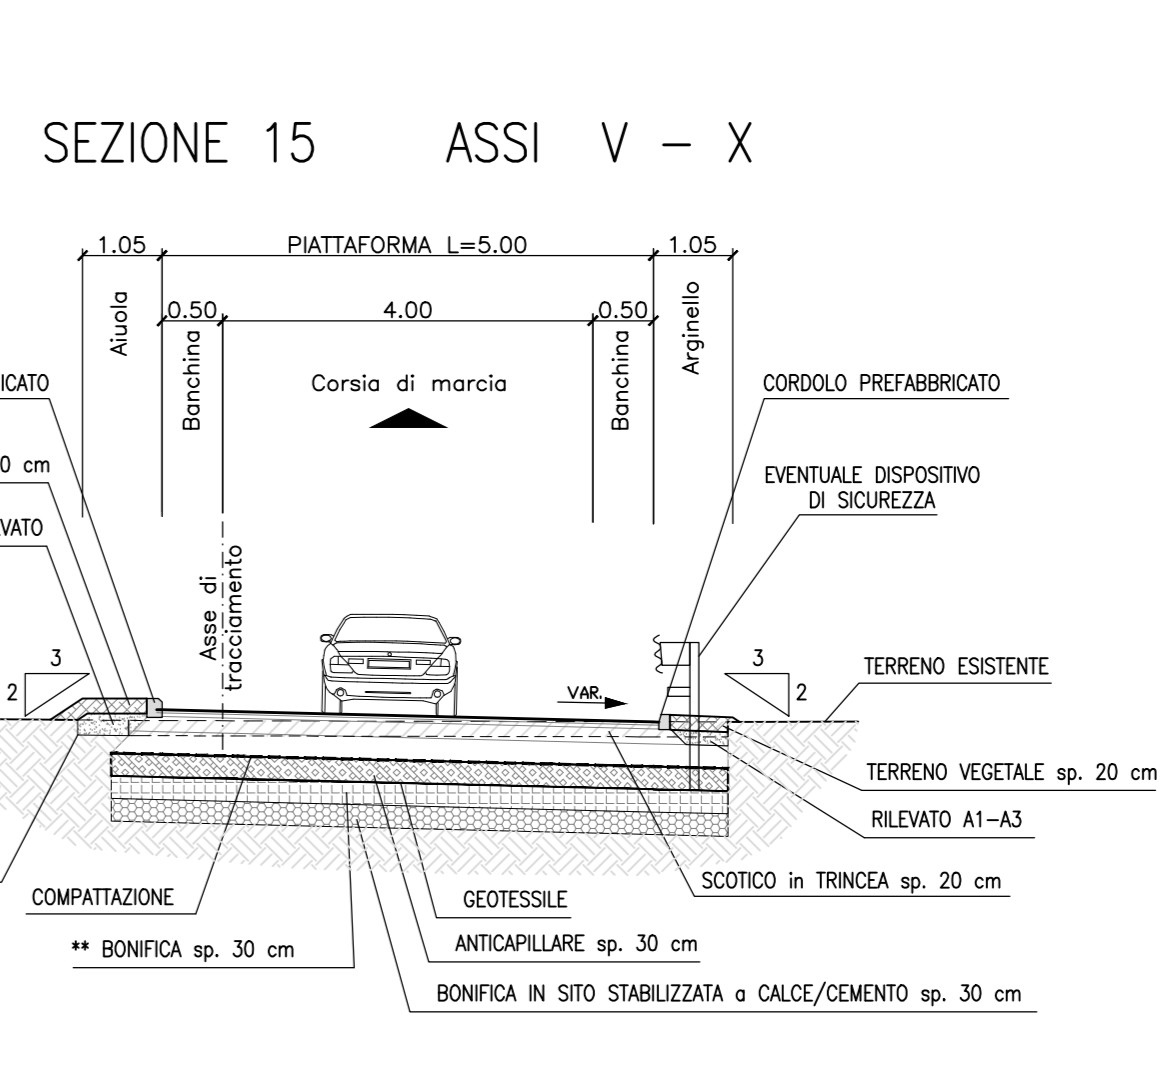 SEZIONE 15 ASSI V - X
1.05 PIATTAFORMA L=5.00 1.05
Aiuola
Arginello
0.50 4.00 0.50
Banchina
Banchina
Corsia di marcia
ICATO
CORDOLO PREFABBRICATO
0 cm
EVENTUALE DISPOSITIVO
DI SICUREZZA
VATO
Asse di
tracciamento
3
2
3
2
VAR.
TERRENO ESISTENTE
TERRENO VEGETALE sp. 20 cm
RILEVATO A1-A3
SCOTICO in TRINCEA sp. 20 cm
COMPATTAZIONE
GEOTESSILE
** BONIFICA sp. 30 cm
ANTICAPILLARE sp. 30 cm
BONIFICA IN SITO STABILIZZATA a CALCE/CEMENTO sp. 30 cm